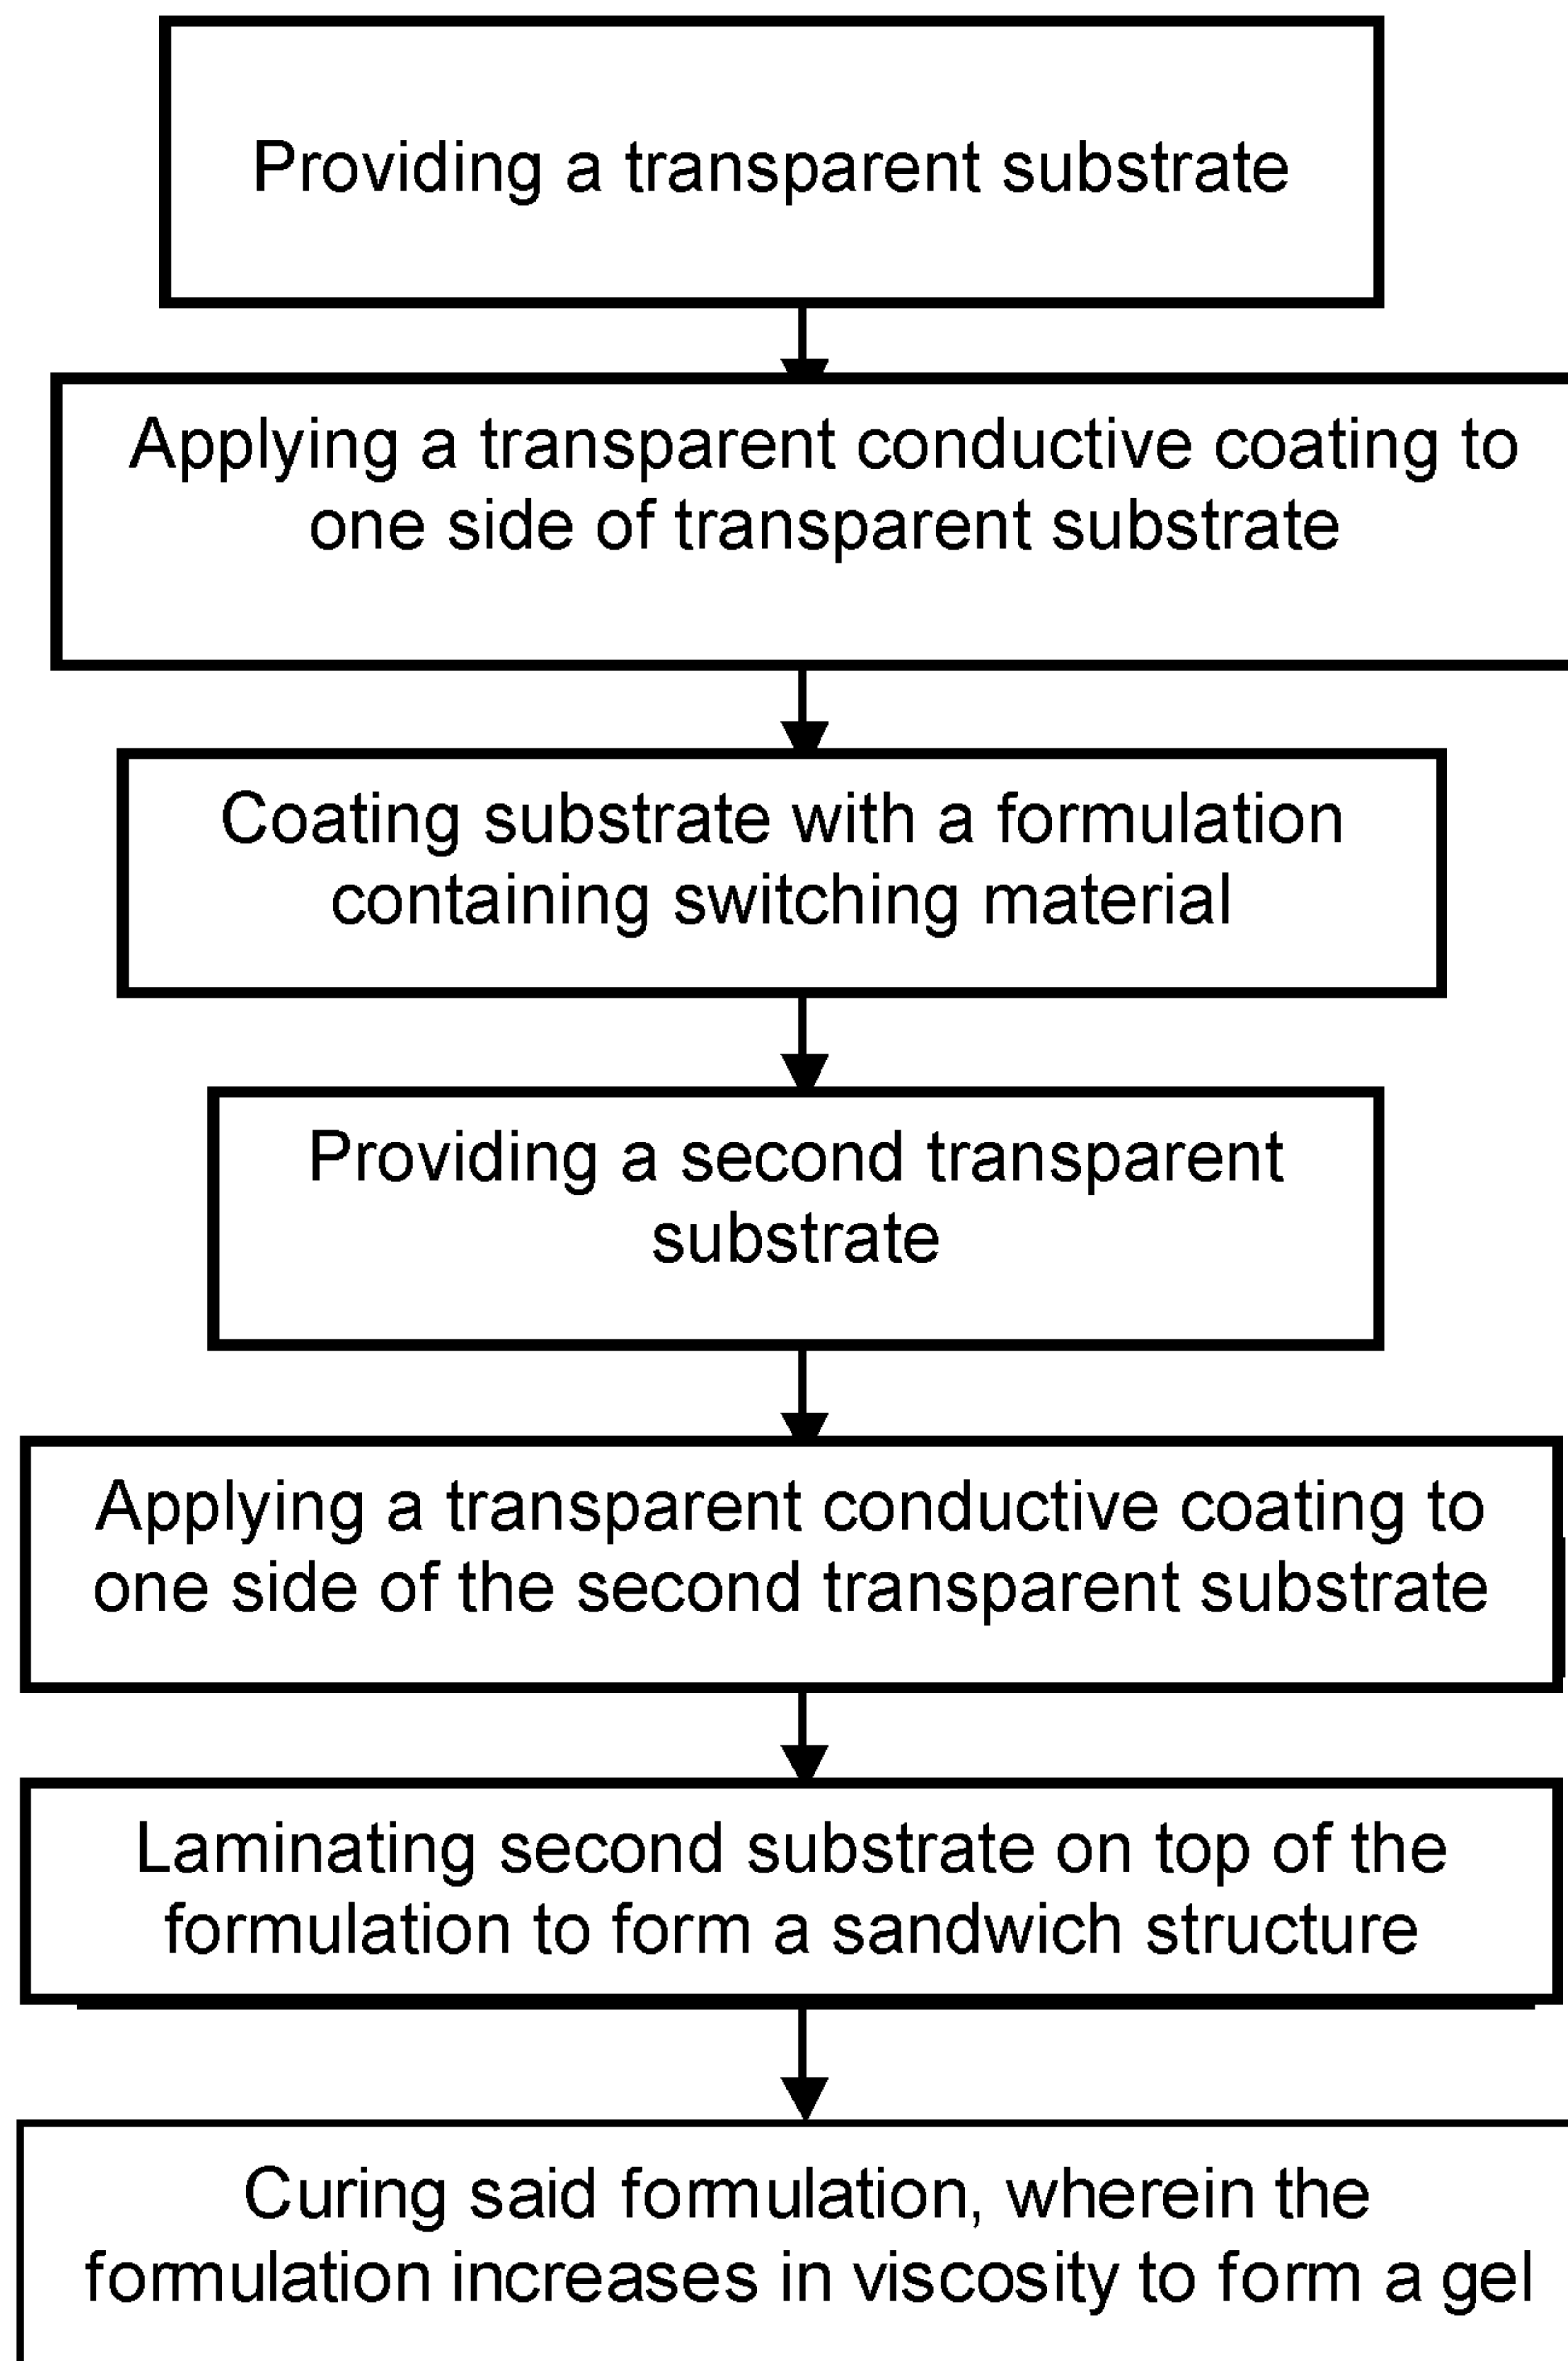 Providing a transparent substrate
Applying a transparent conductive coating to
one side of transparent substrate
Coating substrate with a formulation
containing switching material
Providing a second transparent
substrate
Applying a transparent conductive coating to
one side of the second transparent substrate
Laminating second substrate on top of the
formulation to form a sandwich structure
Curing said formulation, wherein the
formulation increases in viscosity to form a gel